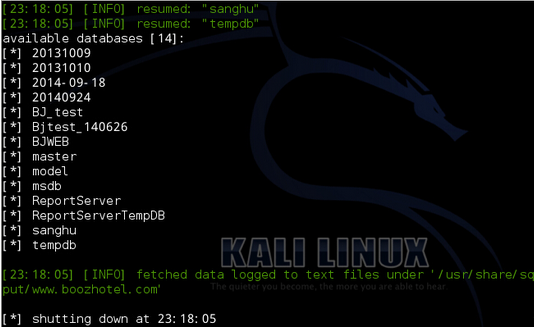 [23:18:05] [INFO] resumed: "sanghu"
[23:18:05] [INFO] resumed: "tempdb"
available databases [14]:
[*] 20131009
[*] 20131010
[*] 2014-09-18
[*] 20140924
[*] BJ_test
[*] Bjtest_140626
[*] BJWEB
[*] master
[*] model
[*] msdb
[*] ReportServer
[*] ReportServerTempDB
[*] sanghu
[*] tempdb
KALI LINUX
[23:18:05] [INFO] fetched data logged to text files under '/usr/share/sq
The quieter you become, the more you are able to hear
put/www.boozhotel.com'
[*] shutting down at 23:18:05